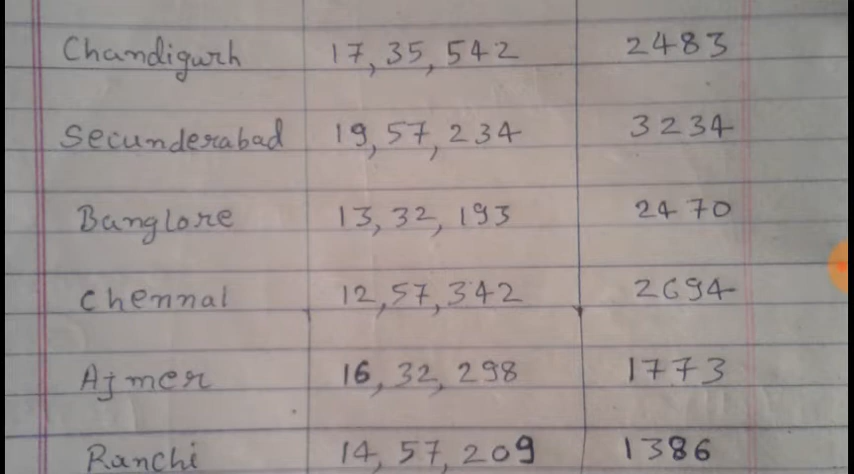 Chandigurh 17,35,542 2483
Secunderabad 19,57,234 3234
Banglore 13,32,193 2470
Chennal 12,57,342 2694
Ajmer 16,32,298 1773
Ranchi 14,57,209 1386